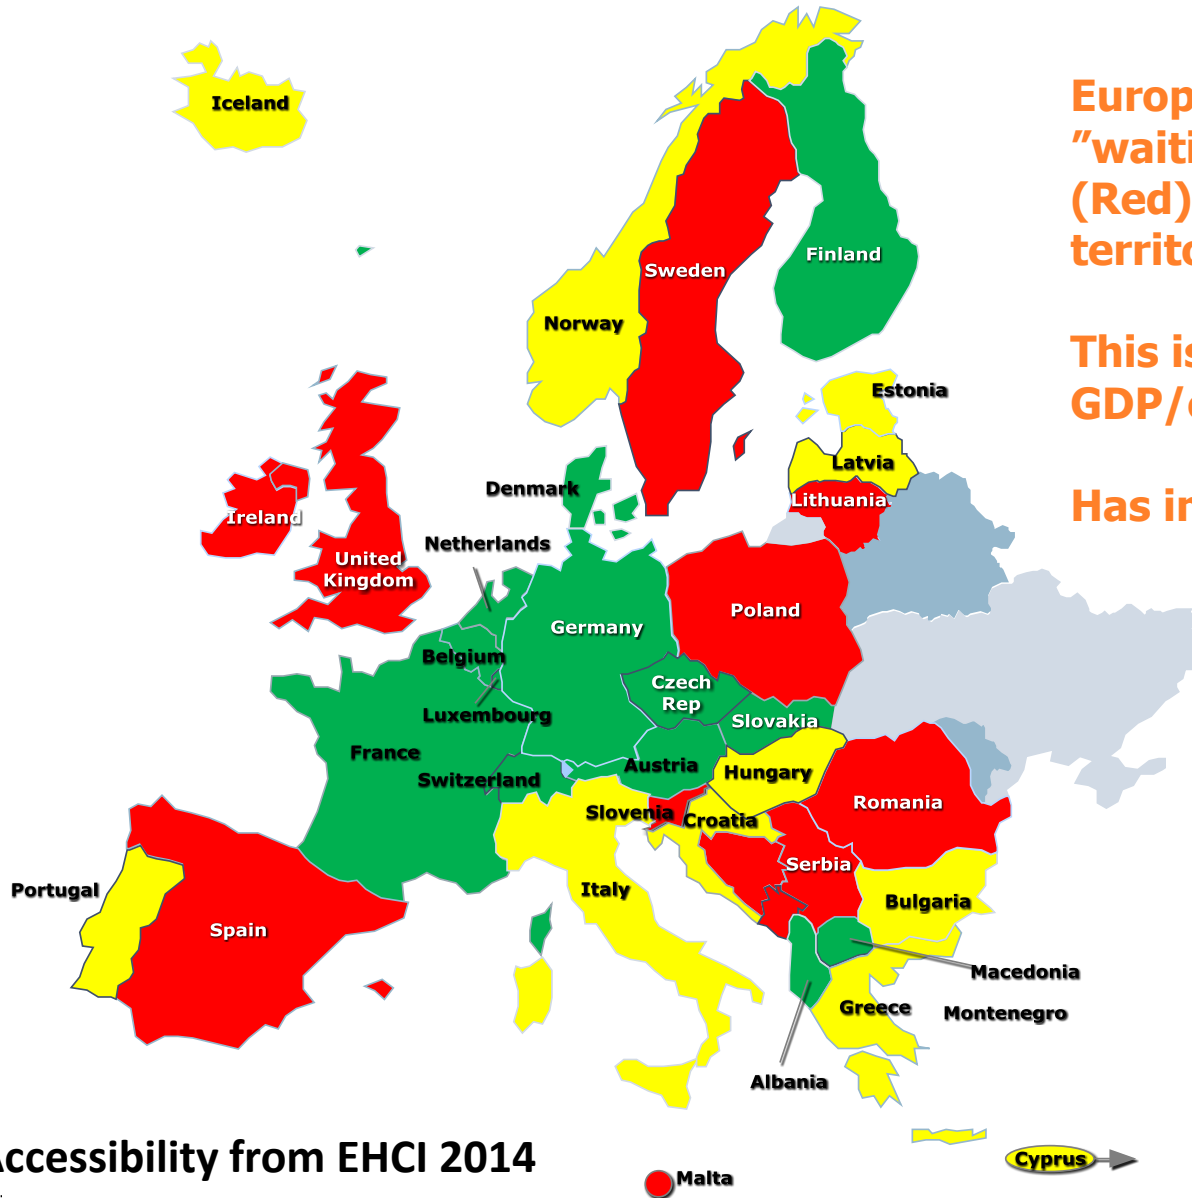 Iceland
Europ
”waiti
(Red)
territo
Finland
Sweden
Norway
This is
GDP/c
Estonia
Latvia
Lithuania
Has in
Denmark
Netherlands
Ireland
United
Kingdom
Poland
Germany
Belgium
Czech
Rep
Luxembourg
Slovakia
France
Austria
Switzerland
Hungary
Romania
Slovenia
Croatia
Serbia
Portugal
Italy
Bulgaria
Spain
Macedonia
Greece
Montenegro
Albania
Accessibility from EHCI 2014
Cyprus
Malta